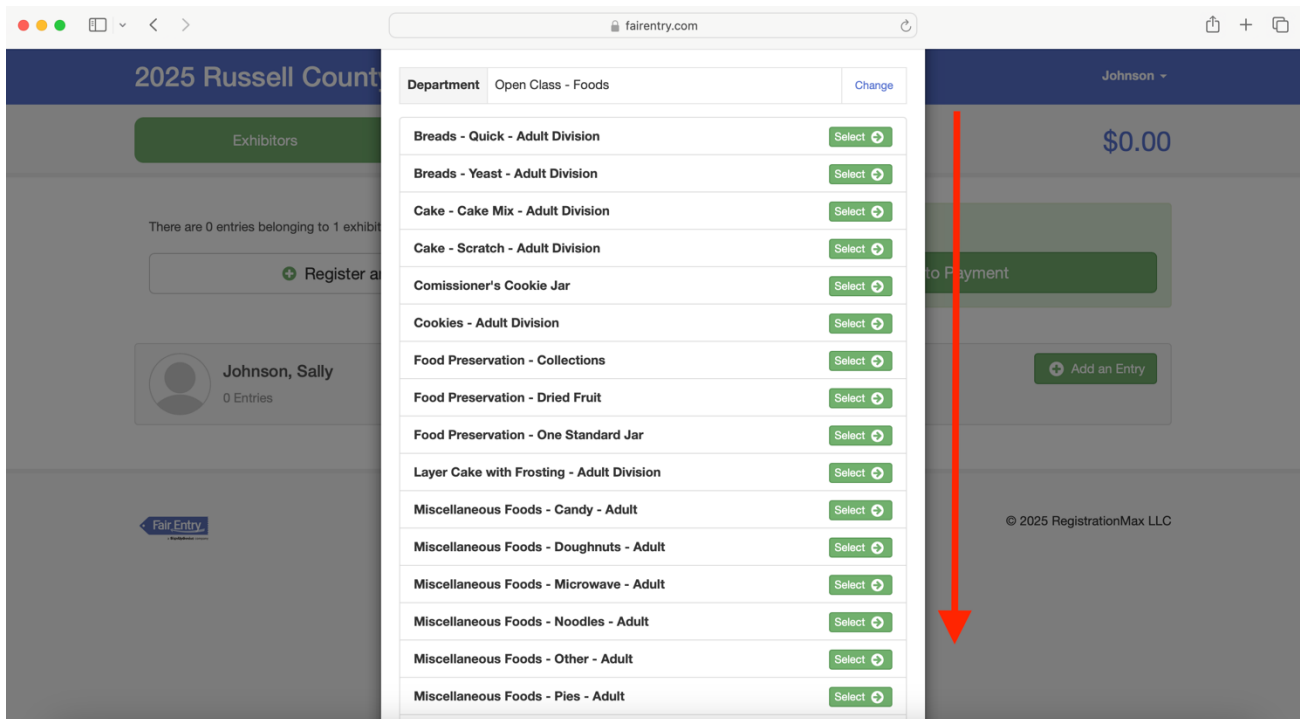 fairentry.com
2025 Russell County
Johnson
Department Open Class - Foods Change
Exhibitors
$0.00
Breads - Quick - Adult Division Select
Breads - Yeast - Adult Division Select
Cake - Cake Mix - Adult Division Select
There are 0 entries belonging to 1 exhibit
Cake - Scratch - Adult Division Select
Register a
to Payment
Comissioner's Cookie Jar Select
Cookies - Adult Division Select
Food Preservation - Collections Select
Johnson, Sally
Add an Entry
0 Entries
Food Preservation - Dried Fruit Select
Food Preservation - One Standard Jar Select
Layer Cake with Frosting - Adult Division Select
Miscellaneous Foods - Candy - Adult Select
Fair Entry
© 2025 RegistrationMax LLC
Miscellaneous Foods - Doughnuts - Adult Select
Miscellaneous Foods - Microwave - Adult Select
Miscellaneous Foods - Noodles - Adult Select
Miscellaneous Foods - Other - Adult Select
Miscellaneous Foods - Pies - Adult Select